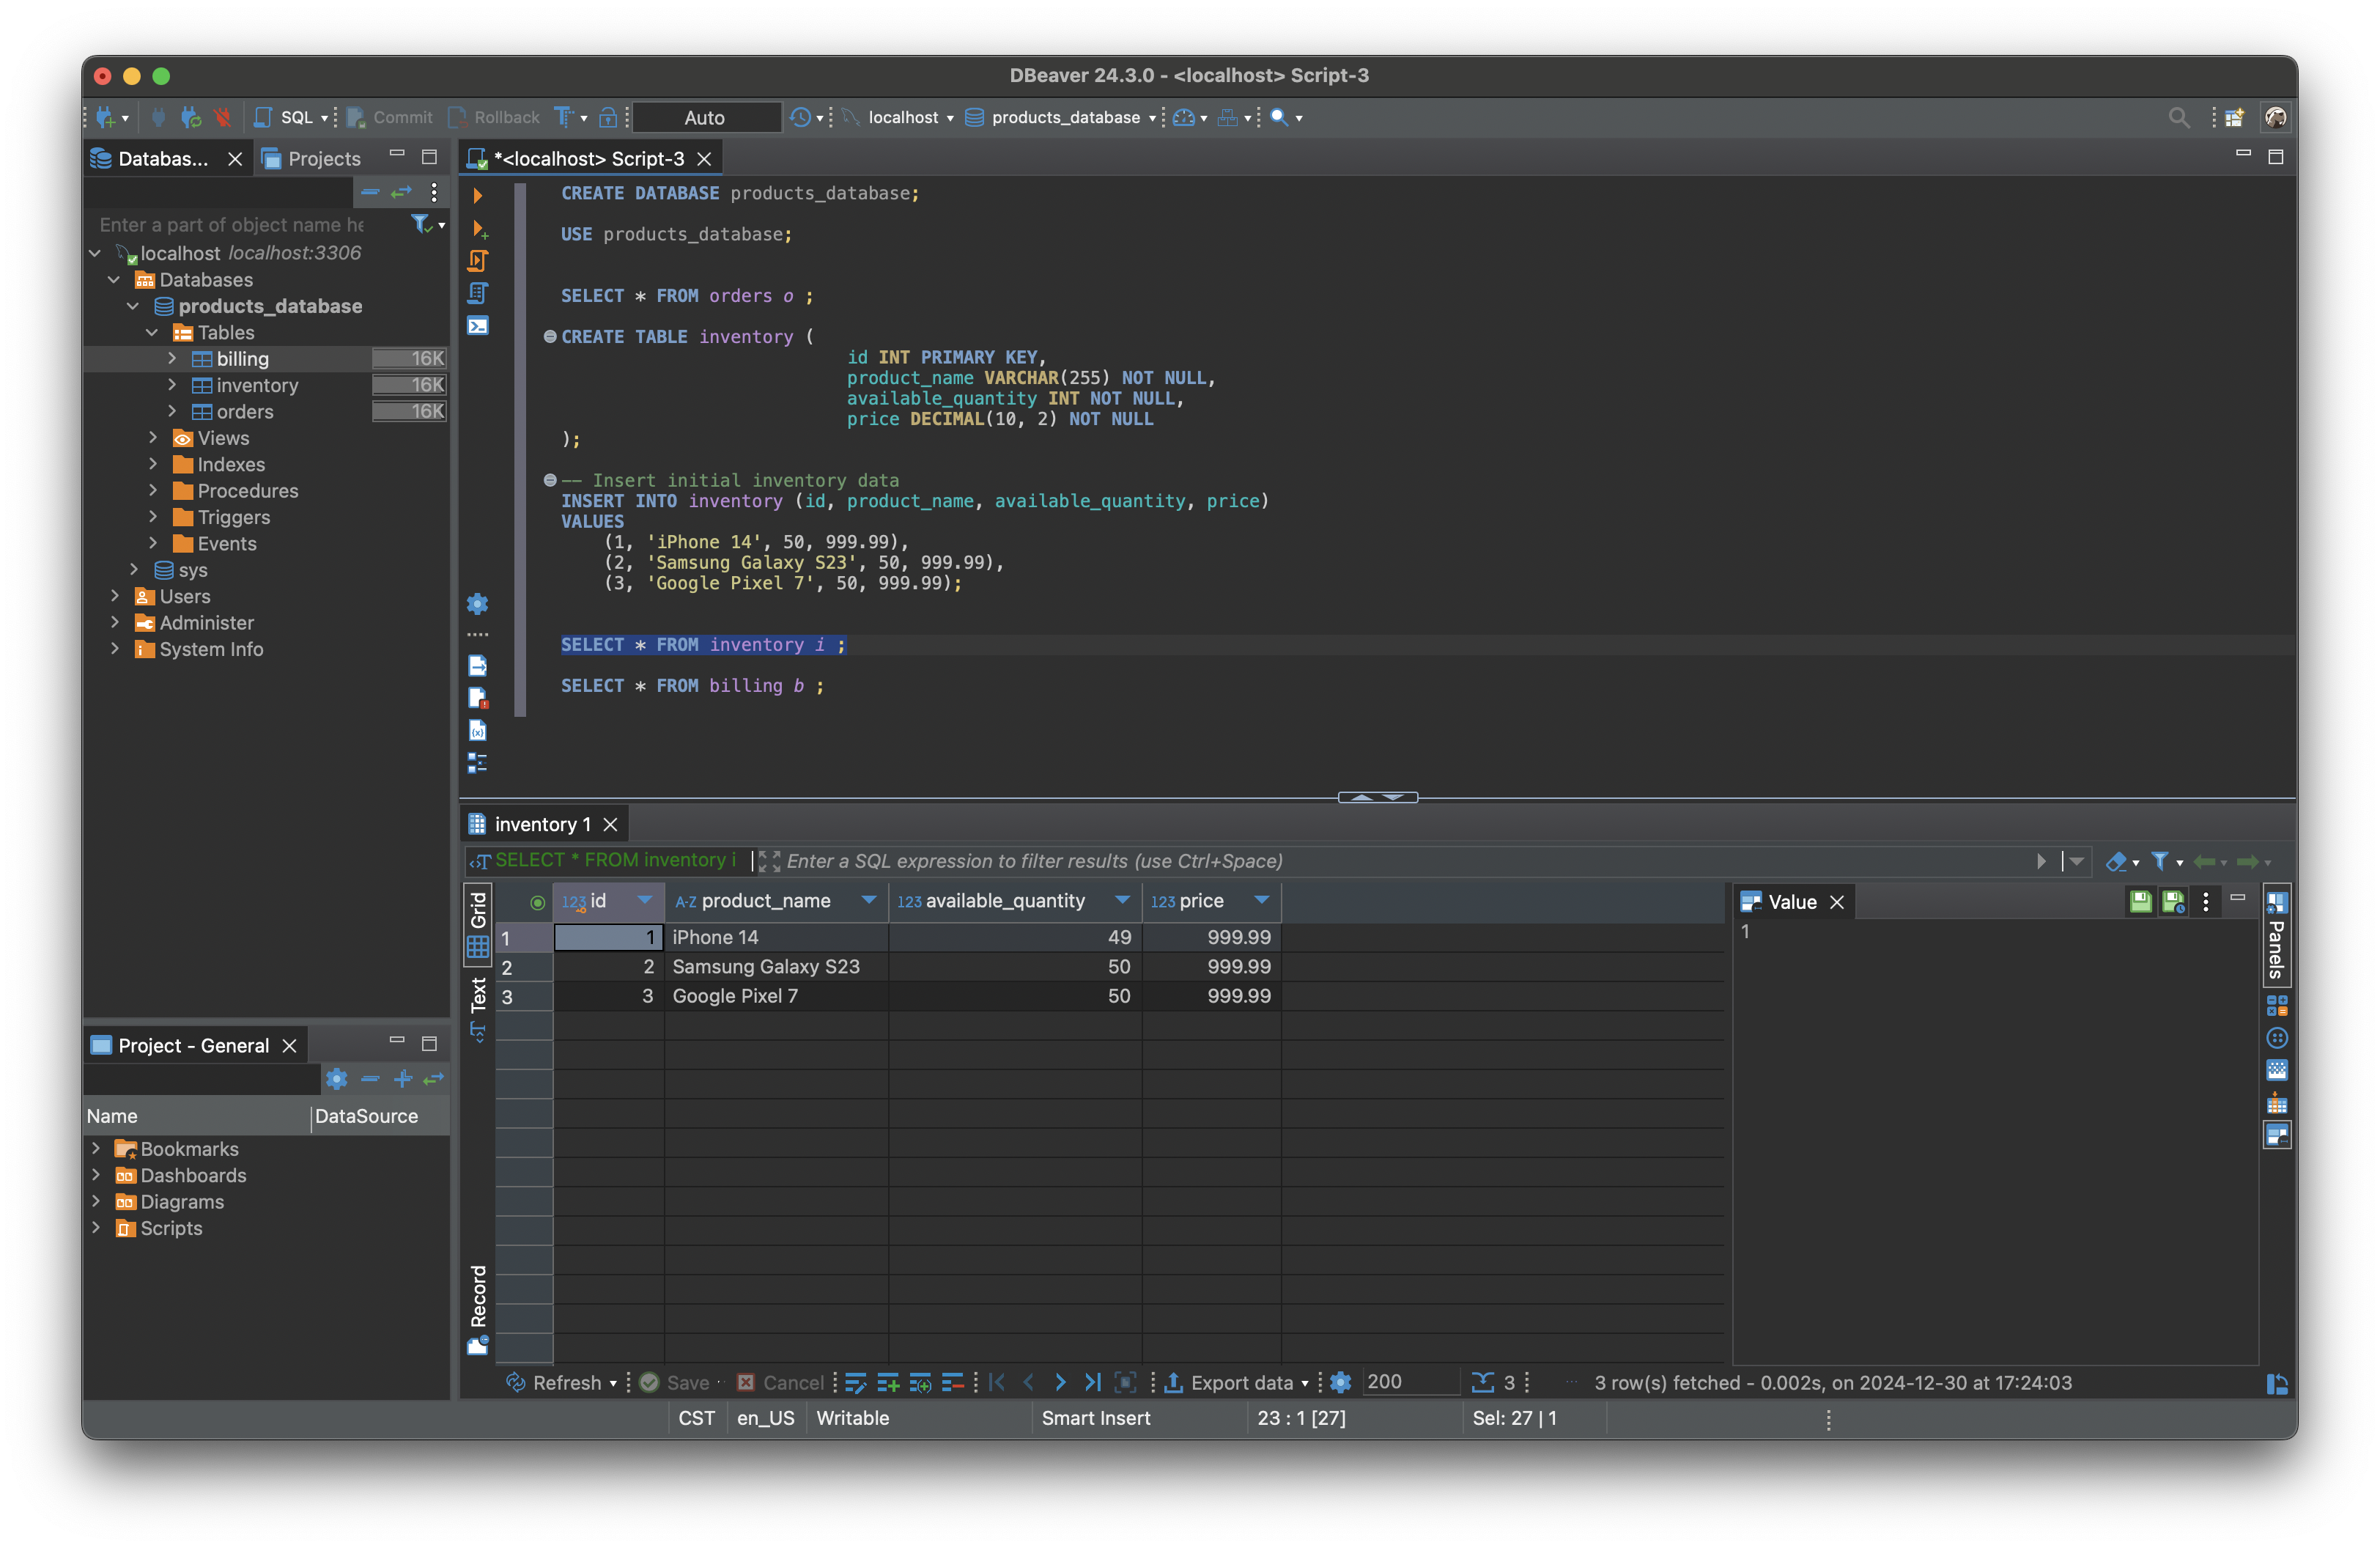 DBeaver 24.3.0 - <localhost> Script-3
SQL Commit Rollback Auto localhost products_database
Databas... Projects
Enter a part of object name he
localhost localhost:3306
Databases
products_database
Tables
billing 16K
inventory 16K
orders 16K
Views
Indexes
Procedures
Triggers
Events
sys
Users
Administer
System Info
*<localhost> Script-3
CREATE DATABASE products_database;
USE products_database;
SELECT * FROM orders o ;
CREATE TABLE inventory (
id INT PRIMARY KEY,
product_name VARCHAR(255) NOT NULL,
available_quantity INT NOT NULL,
price DECIMAL(10, 2) NOT NULL
);
-- Insert initial inventory data
INSERT INTO inventory (id, product_name, available_quantity, price)
VALUES
(1, 'iPhone 14', 50, 999.99),
(2, 'Samsung Galaxy S23', 50, 999.99),
(3, 'Google Pixel 7', 50, 999.99);
SELECT * FROM inventory i ;
SELECT * FROM billing b ;
Project - General
Name DataSource
Bookmarks
Dashboards
Diagrams
Scripts
inventory 1
SELECT * FROM inventory i Enter a SQL expression to filter results (use Ctrl+Space)
Grid
Text
Record
123 id A-Z product_name 123 available_quantity 123 price
1 1 iPhone 14 49 999.99
2 2 Samsung Galaxy S23 50 999.99
3 3 Google Pixel 7 50 999.99
Value
1
Panels
Refresh Save Cancel Export data 200 3 3 row(s) fetched - 0.002s, on 2024-12-30 at 17:24:03
CST en_US Writable Smart Insert 23 : 1 [27] Sel: 27 | 1